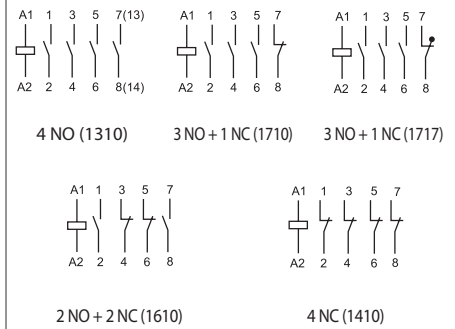 A1 1 3 5 7(13) A1 1 3 5 7 A1 1 3 5 7
A2 2 4 6 8(14) A2 2 4 6 8 A2 2 4 6 8
4 NO (1310) 3 NO + 1 NC (1710) 3 NO + 1 NC (1717)
A1 1 3 5 7 A1 1 3 5 7
A2 2 4 6 8 A2 2 4 6 8
2 NO + 2 NC (1610) 4 NC (1410)